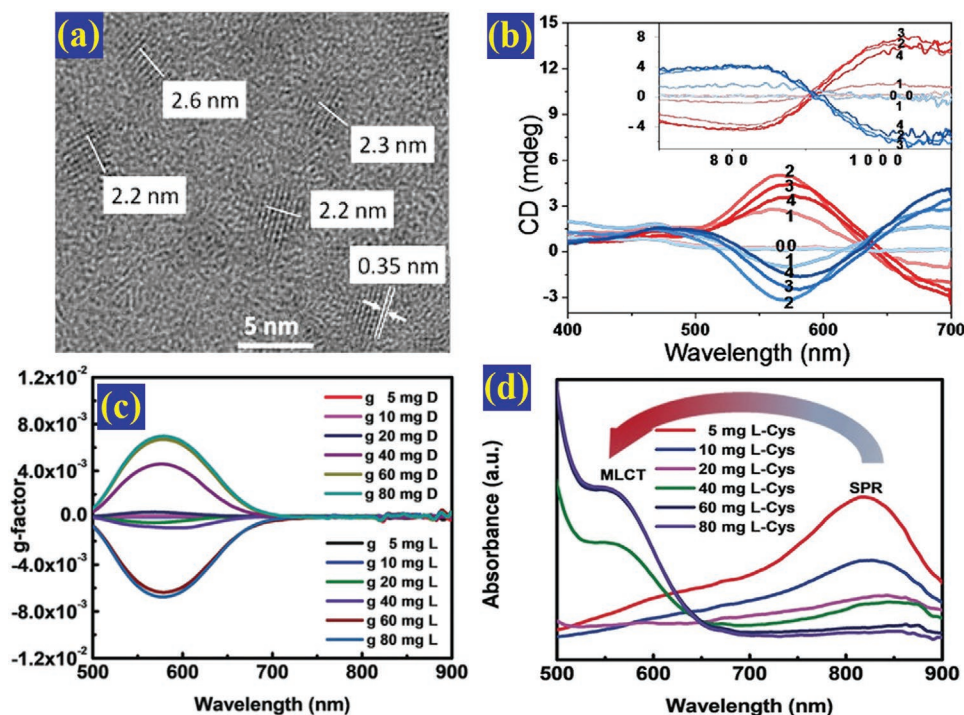 (a)
2.6 nm
2.3 nm
2.2 nm
2.2 nm
0.35 nm
5 nm
(b)
CD (mdeg)
15
12
9
6
3
0
-3
8
4
0
-4
3
2
4
1
0 0
1
4
2
3
800
1000
2
3
4
1
00
1
4
3
2
400
500
600
700
Wavelength (nm)
(c)
g-factor
1.2x10⁻²
8.0x10⁻³
4.0x10⁻³
0.0
-4.0x10⁻³
-8.0x10⁻³
-1.2x10⁻²
g 5 mg D
g 10 mg D
g 20 mg D
g 40 mg D
g 60 mg D
g 80 mg D
g 5 mg L
g 10 mg L
g 20 mg L
g 40 mg L
g 60 mg L
g 80 mg L
500 600 700 800 900
Wavelength (nm)
(d)
Absorbance (a.u.)
MLCT
5 mg L-Cys
10 mg L-Cys
20 mg L-Cys
40 mg L-Cys
60 mg L-Cys
80 mg L-Cys
SPR
500 600 700 800 900
Wavelength (nm)